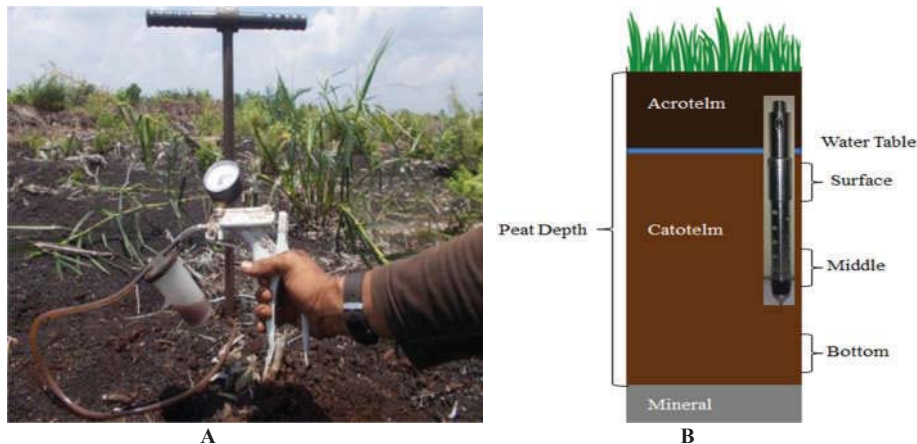 Acrotelm
Water Table
Surface
Peat Depth
Catotelm
Middle
Bottom
Mineral
A
B